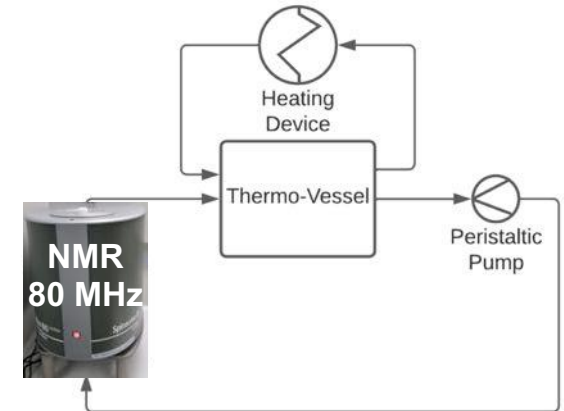 Heating
Device
Thermo-Vessel
Peristaltic
Pump
NMR
80 MHz